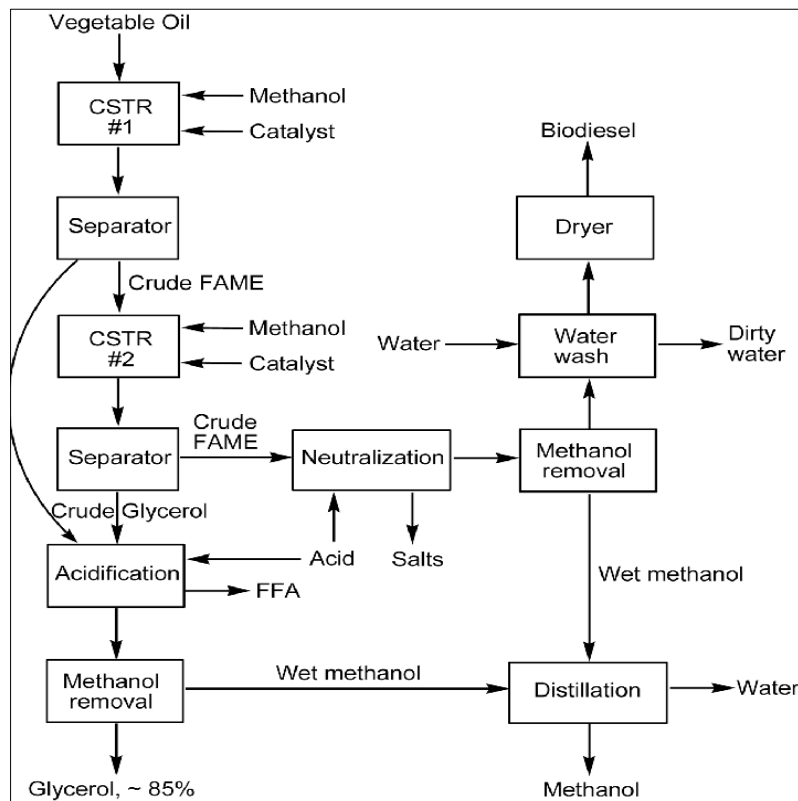 Vegetable Oil
CSTR
#1
Methanol
Catalyst
Separator
Crude FAME
CSTR
#2
Methanol
Catalyst
Separator
Crude
FAME
Neutralization
Acid
Salts
Crude Glycerol
Acidification
FFA
Methanol
removal
Glycerol, ~ 85%
Wet methanol
Biodiesel
Dryer
Water
Water
wash
Dirty
water
Methanol
removal
Wet methanol
Distillation
Water
Methanol